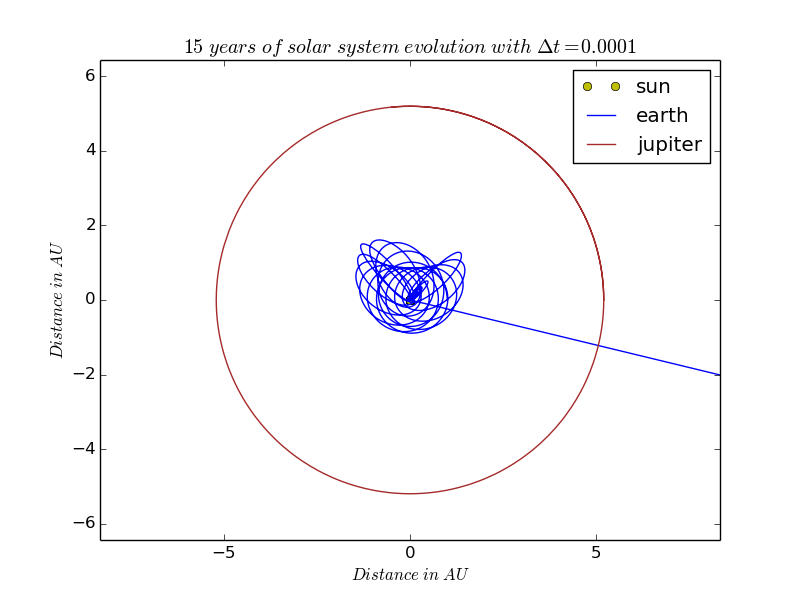 15 years of solar system evolution with Δt=0.0001
sun
earth
jupiter
6
4
2
0
−2
−4
−6
Distance in AU
−5 0 5
Distance in AU